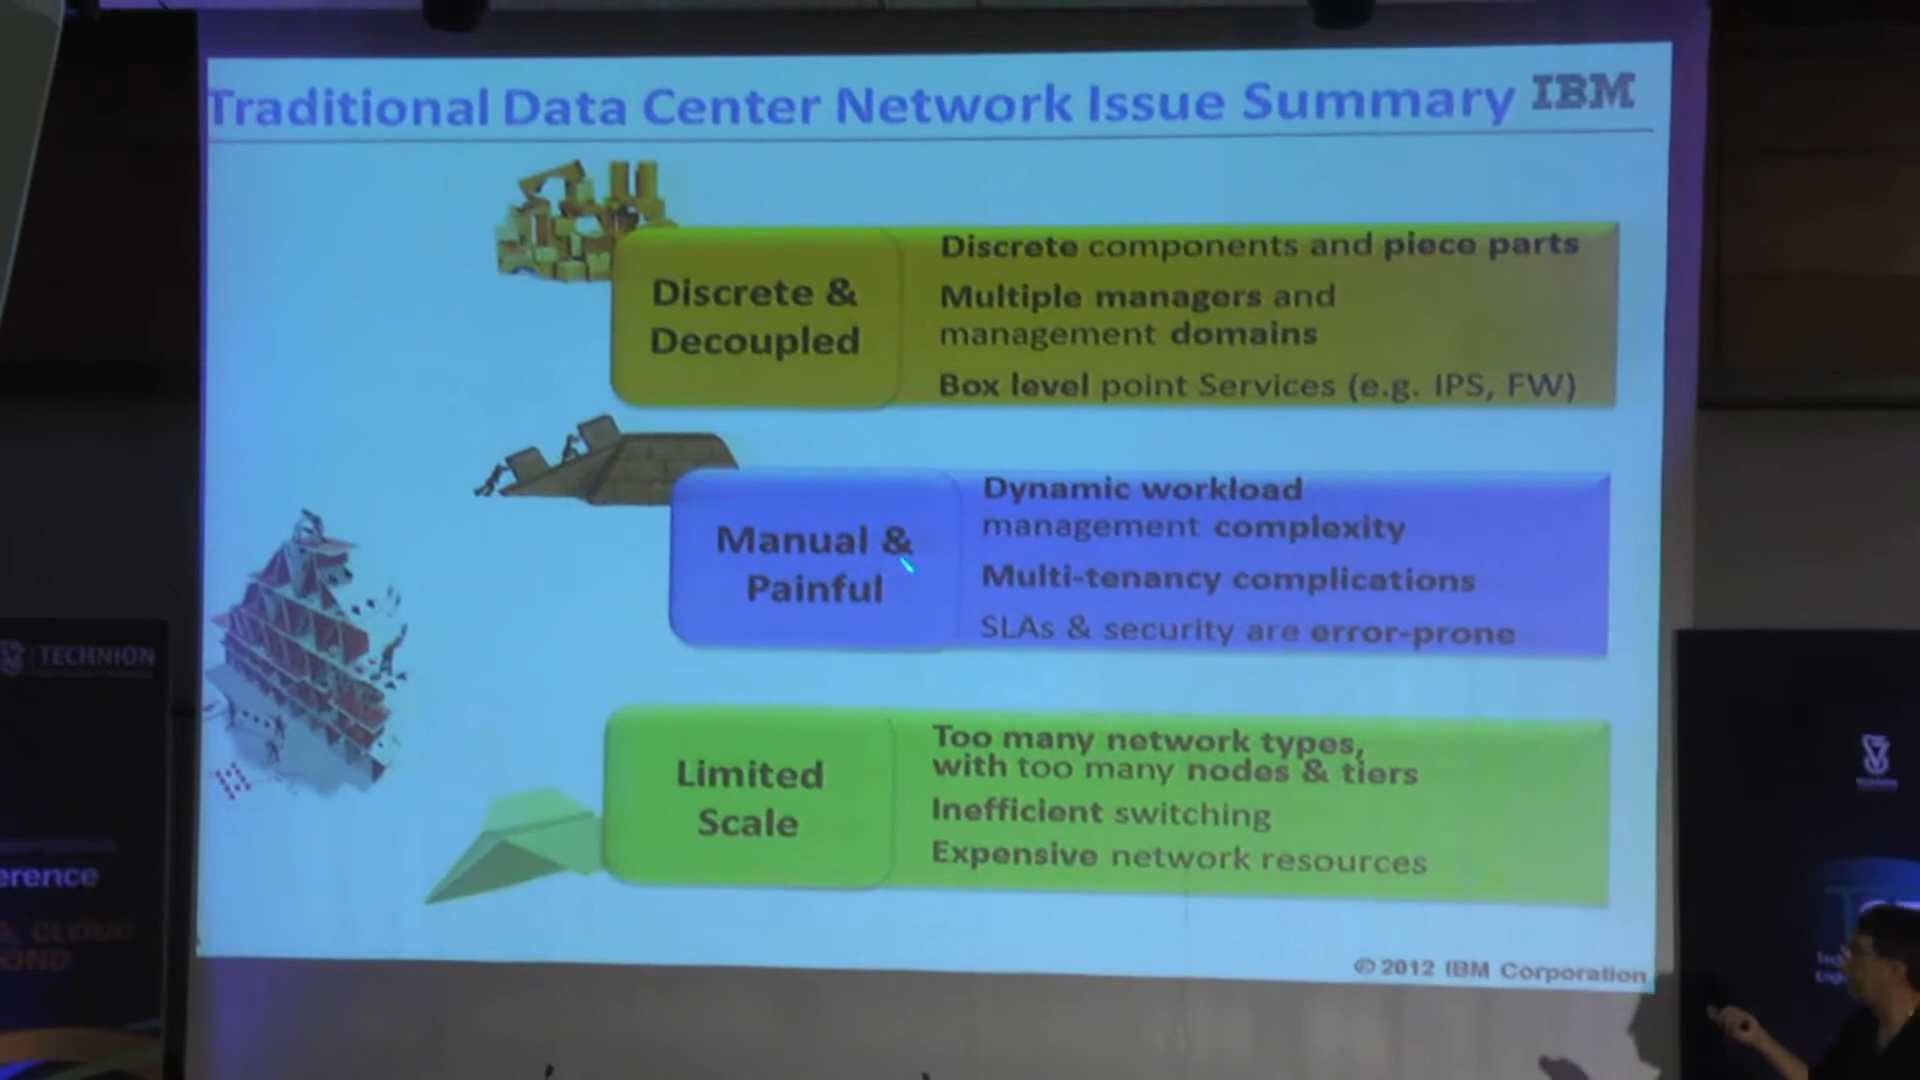 Traditional Data Center Network Issue Summary IBM
Discrete &
Decoupled
Discrete components and piece parts
Multiple managers and
management domains
Box level point Services (e.g. IPS, FW)
Manual &
Painful
Dynamic workload
management complexity
Multi-tenancy complications
SLAs & security are error-prone
Limited
Scale
Too many network types,
with too many nodes & tiers
Inefficient switching
Expensive network resources
© 2012 IBM Corporation
TECHNION
erence
CLOUD